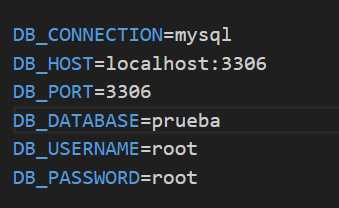 DB_CONNECTION=mysql
DB_HOST=localhost:3306
DB_PORT=3306
DB_DATABASE=prueba
DB_USERNAME=root
DB_PASSWORD=root